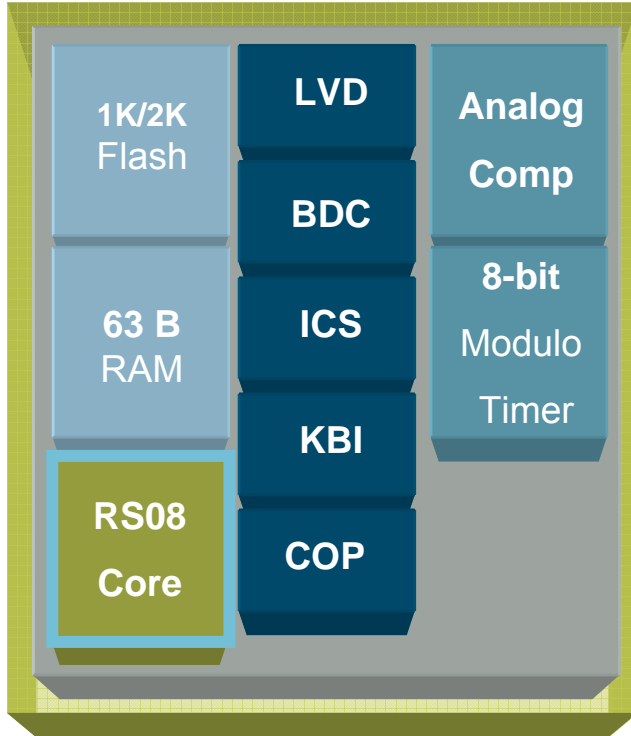 1K/2K
Flash
63 B
RAM
RS08
Core
LVD
BDC
ICS
KBI
COP
Analog
Comp
8-bit
Modulo
Timer